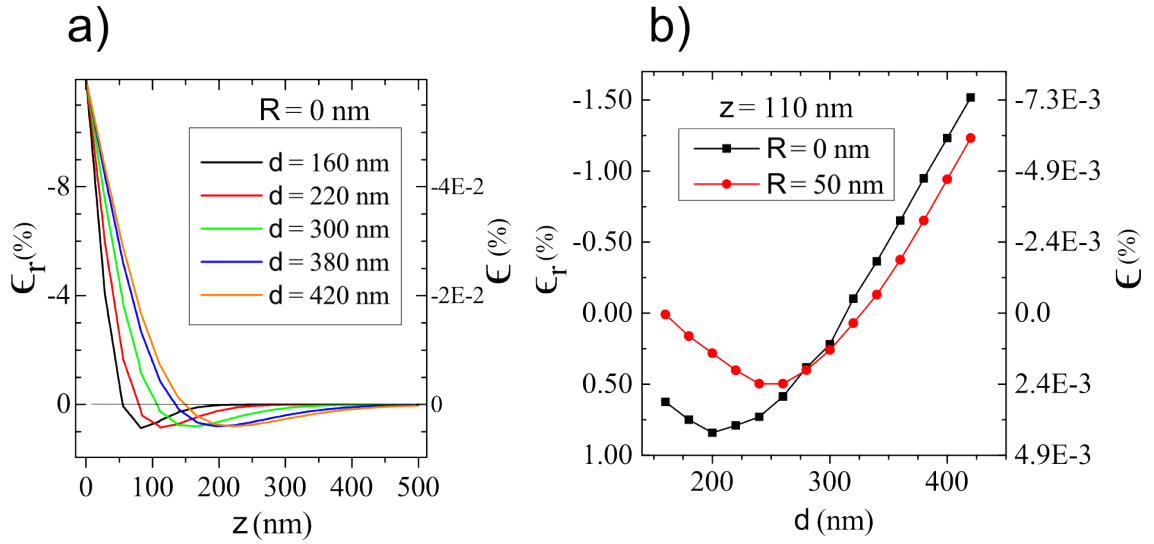 a)
R = 0 nm
d = 160 nm
d = 220 nm
d = 300 nm
d = 380 nm
d = 420 nm
-8
-4
0
ϵr(%)
-4E-2
-2E-2
0
ϵ(%)
0 100 200 300 400 500
z (nm)
b)
z = 110 nm
R = 0 nm
R = 50 nm
-1.50
-1.00
-0.50
0.00
0.50
1.00
ϵr(%)
-7.3E-3
-4.9E-3
-2.4E-3
0.0
2.4E-3
4.9E-3
ϵ(%)
200 300 400
d (nm)